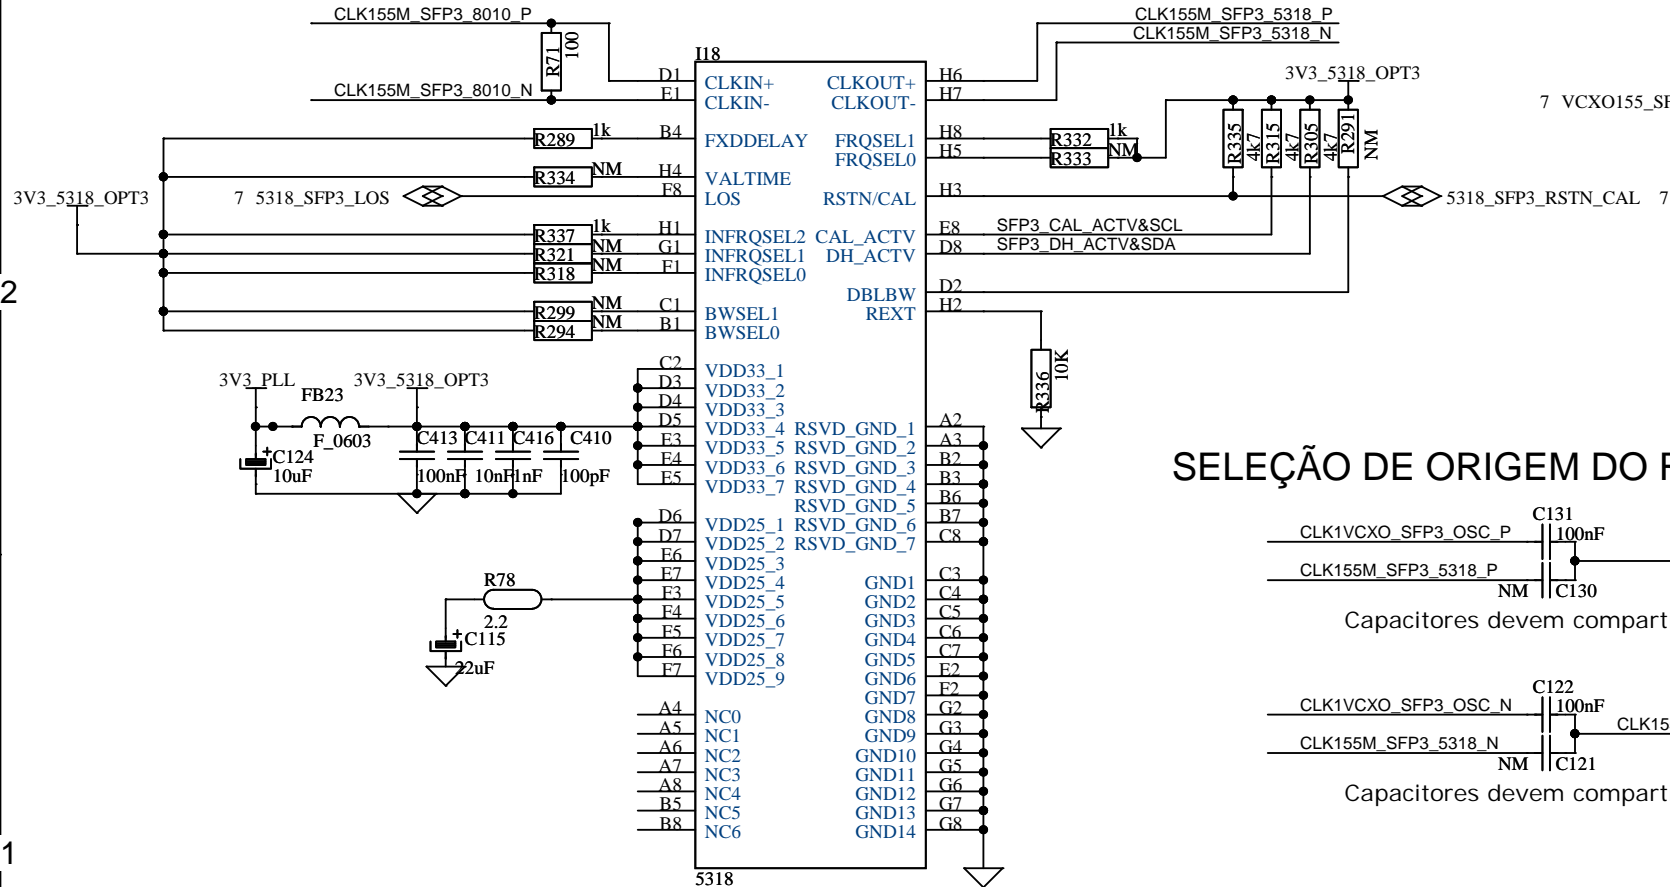 CLK155M_SFP3_8010_P
R71
100
CLK155M_SFP3_8010_N
I18
D1
E1
CLKIN+
CLKIN-
CLKOUT+
CLKOUT-
H6
H7
CLK155M_SFP3_5318_P
CLK155M_SFP3_5318_N
3V3_5318_OPT3
7 VCXO155_SF
R289
1k
B4
FXDDELAY
FRQSEL1
FRQSEL0
H8
H5
R332
1k
R333
NM
R335
4k7
R315
4k7
R305
4k7
R291
NM
R334
NM
H4
VALTIME
3V3_5318_OPT3
7 5318_SFP3_LOS
F8
LOS
RSTN/CAL
H3
5318_SFP3_RSTN_CAL 7
R337
1k
H1
INFRQSEL2
CAL_ACTV
E8
SFP3_CAL_ACTV&SCL
R321
NM
G1
INFRQSEL1
DH_ACTV
D8
SFP3_DH_ACTV&SDA
R318
NM
F1
INFRQSEL0
2
DBLBW
D2
R299
NM
C1
BWSEL1
REXT
H2
R294
NM
B1
BWSEL0
R336
10K
3V3_PLL
3V3_5318_OPT3
FB23
F_0603
C124
10uF
C413
100nF
C411
10nF
C416
1nF
C410
100pF
C2
VDD33_1
D3
VDD33_2
D4
VDD33_3
D5
VDD33_4
RSVD_GND_1
A2
E3
VDD33_5
RSVD_GND_2
A3
E4
VDD33_6
RSVD_GND_3
B2
E5
VDD33_7
RSVD_GND_4
B3
RSVD_GND_5
B6
D6
VDD25_1
RSVD_GND_6
B7
D7
VDD25_2
RSVD_GND_7
C8
E6
VDD25_3
E7
VDD25_4
GND1
C3
F3
VDD25_5
GND2
C4
F4
VDD25_6
GND3
C5
F5
VDD25_7
GND4
C6
F6
VDD25_8
GND5
C7
F7
VDD25_9
GND6
E2
GND7
F2
R78
2.2
C115
22uF
A4
NC0
GND8
G2
A5
NC1
GND9
G3
A6
NC2
GND10
G4
A7
NC3
GND11
G5
A8
NC4
GND12
G6
B5
NC5
GND13
G7
B8
NC6
GND14
G8
5318
1
SELEÇÃO DE ORIGEM DO
C131
CLK1VCXO_SFP3_OSC_P
100nF
CLK155M_SFP3_5318_P
NM
C130
Capacitores devem compart
C122
CLK1VCXO_SFP3_OSC_N
100nF
CLK15
CLK155M_SFP3_5318_N
NM
C121
Capacitores devem compart